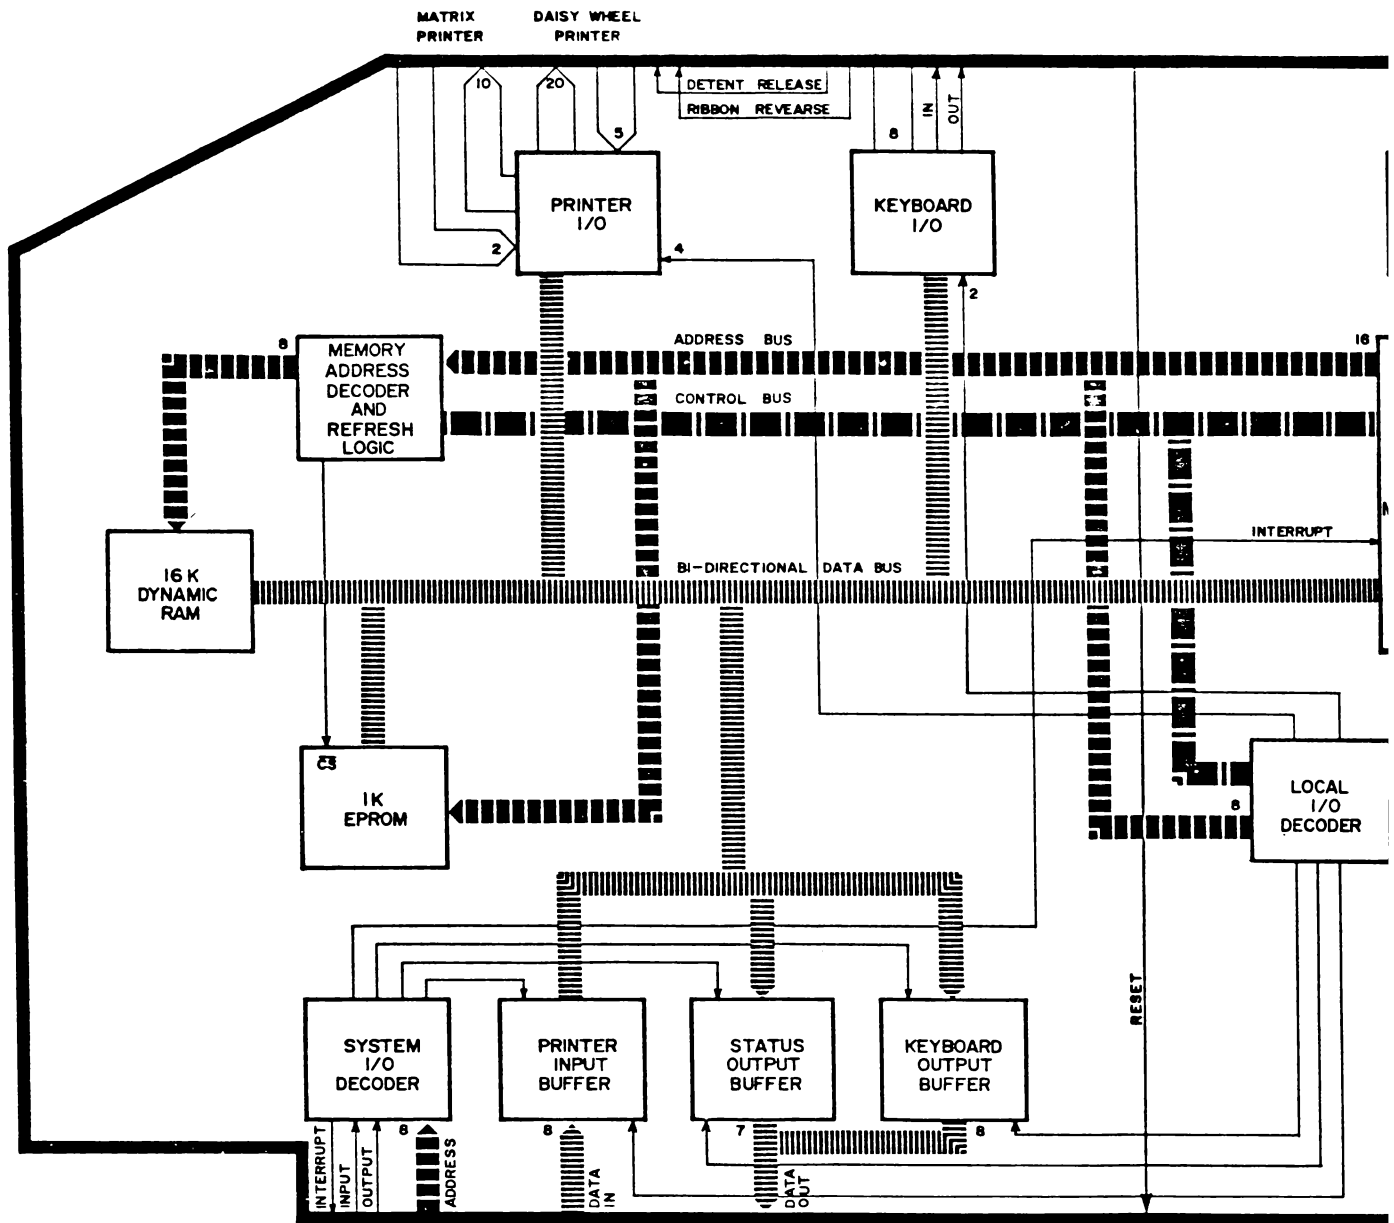 MATRIX
PRINTER
DAISY WHEEL
PRINTER
10
20
5
DETENT RELEASE
RIBBON REVEARSE
8
IN
OUT
PRINTER
I/O
KEYBOARD
I/O
2
4
2
8
MEMORY
ADDRESS
DECODER
AND
REFRESH
LOGIC
ADDRESS BUS
16
CONTROL BUS
INTERRUPT
16 K
DYNAMIC
RAM
BI-DIRECTIONAL DATA BUS
CS
1K
EPROM
8
LOCAL
I/O
DECODER
RESET
SYSTEM
I/O
DECODER
PRINTER
INPUT
BUFFER
STATUS
OUTPUT
BUFFER
KEYBOARD
OUTPUT
BUFFER
INTERRUPT
INPUT
OUTPUT
8
ADDRESS
8
DATA
IN
7
DATA
OUT
8